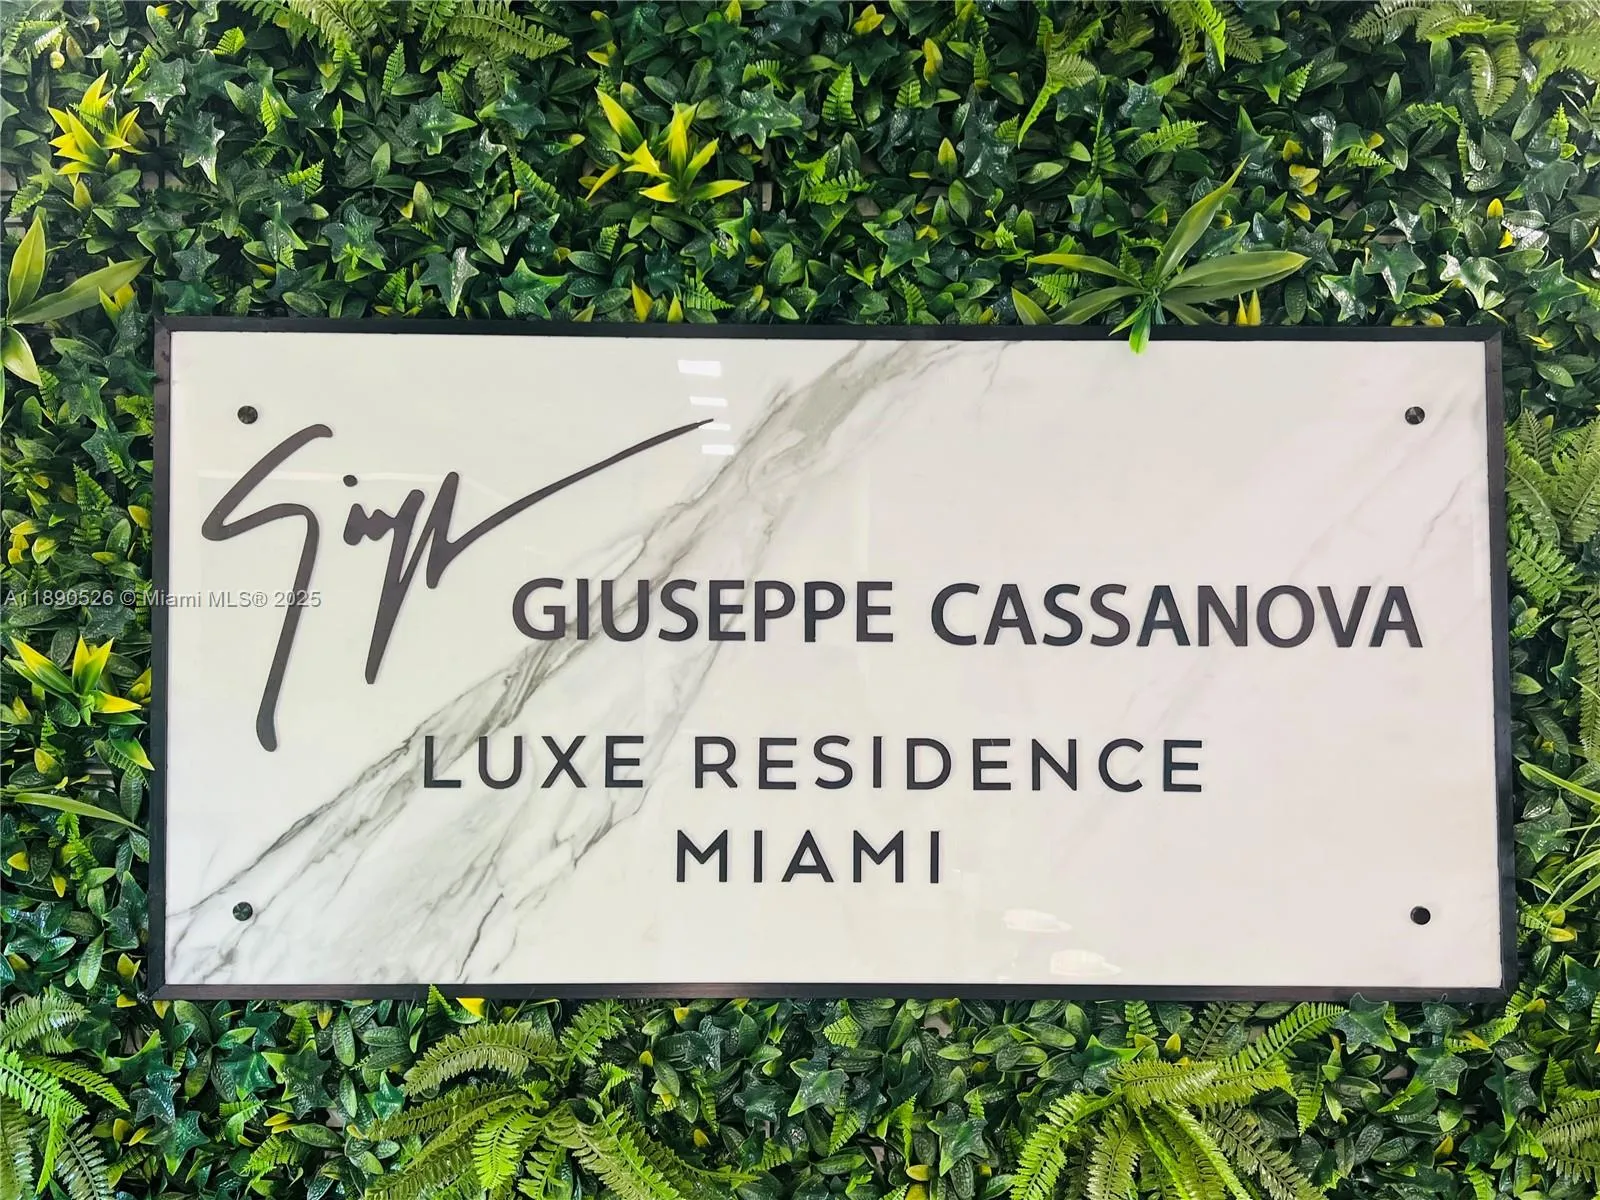 GIUSEPPE CASSANOVA
LUXE RESIDENCE
MIAMI
A11890526 © Miami MLS® 2025